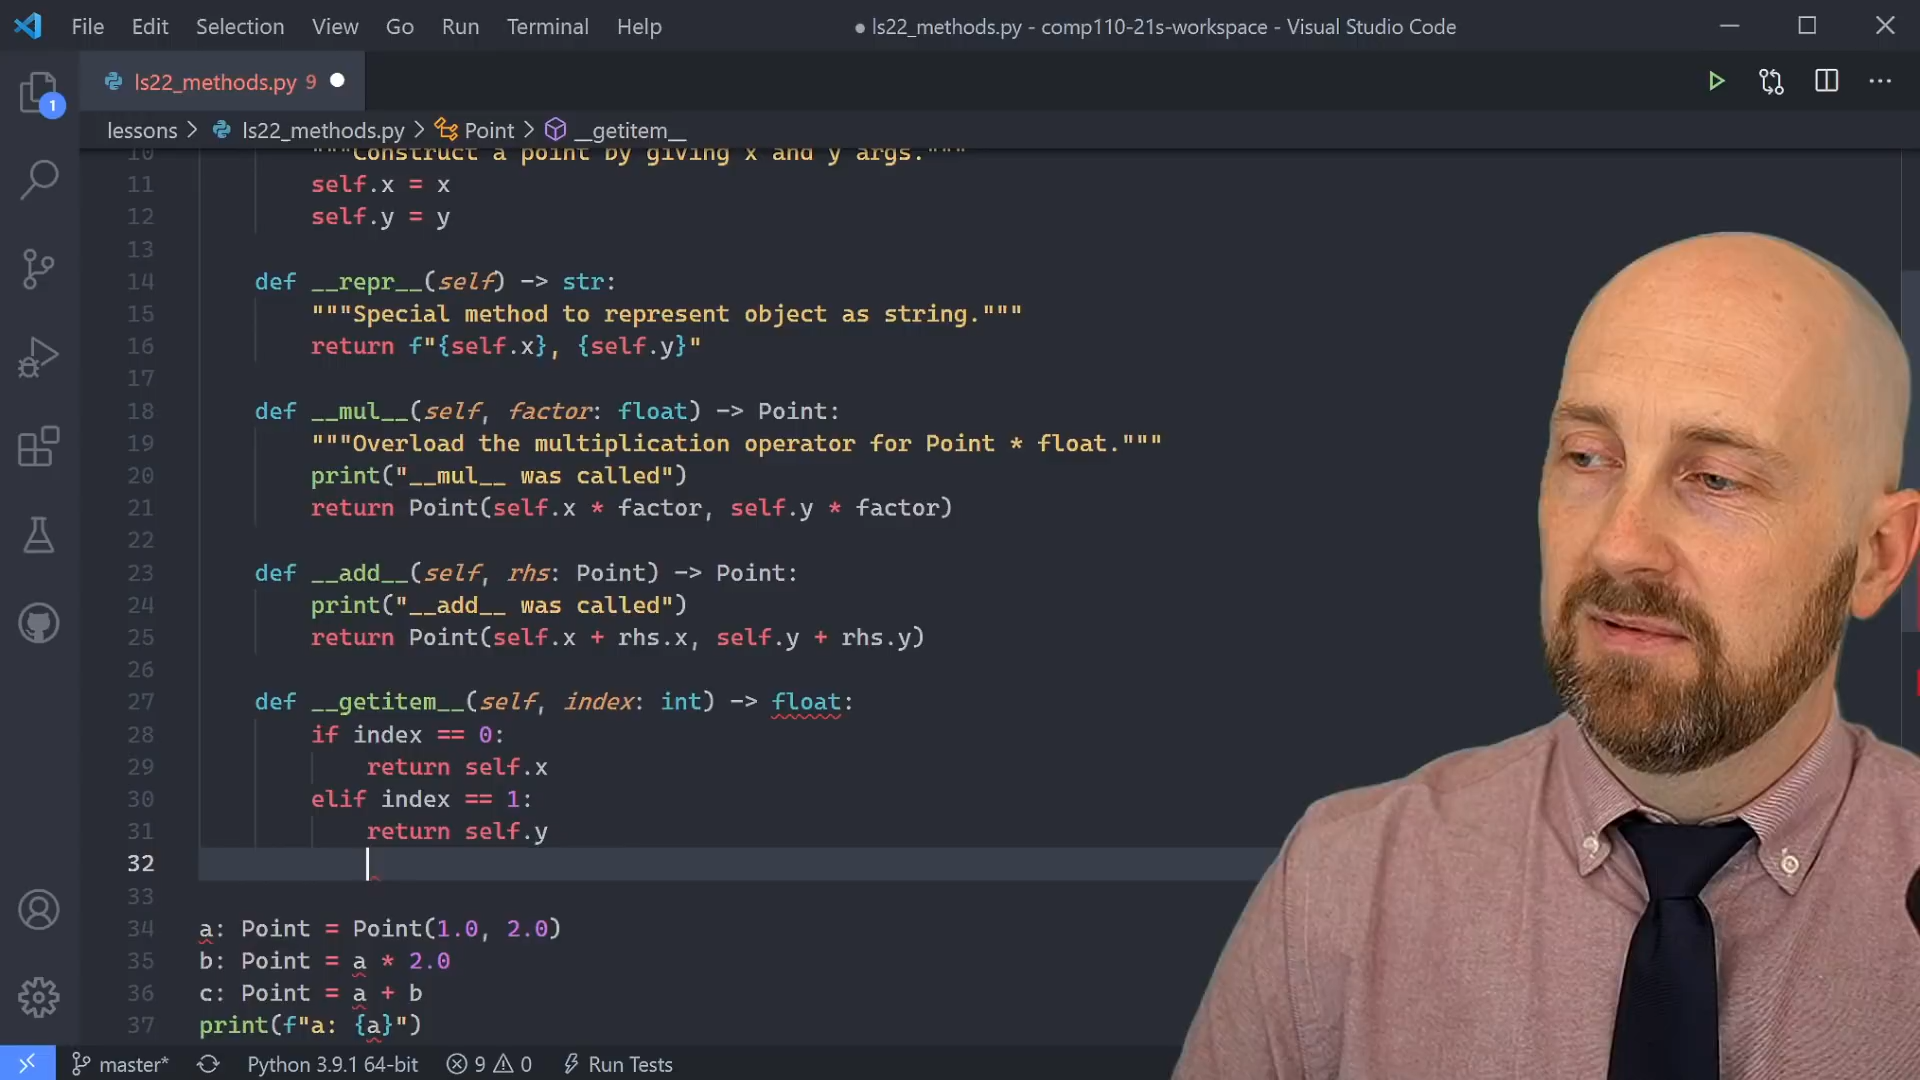 File Edit Selection View Go Run Terminal Help ● ls22_methods.py - comp110-21s-workspace - Visual Studio Code
ls22_methods.py 9
1
lessons > ls22_methods.py > Point > __getitem__
10 """Construct a point by giving x and y args."""
11 self.x = x
12 self.y = y
13
14 def __repr__(self) -> str:
15 """Special method to represent object as string."""
16 return f"{self.x}, {self.y}"
17
18 def __mul__(self, factor: float) -> Point:
19 """Overload the multiplication operator for Point * float."""
20 print("__mul__ was called")
21 return Point(self.x * factor, self.y * factor)
22
23 def __add__(self, rhs: Point) -> Point:
24 print("__add__ was called")
25 return Point(self.x + rhs.x, self.y + rhs.y)
26
27 def __getitem__(self, index: int) -> float:
28 if index == 0:
29 return self.x
30 elif index == 1:
31 return self.y
32
33
34 a: Point = Point(1.0, 2.0)
35 b: Point = a * 2.0
36 c: Point = a + b
37 print(f"a: {a}")
master* Python 3.9.1 64-bit 9 0 Run Tests